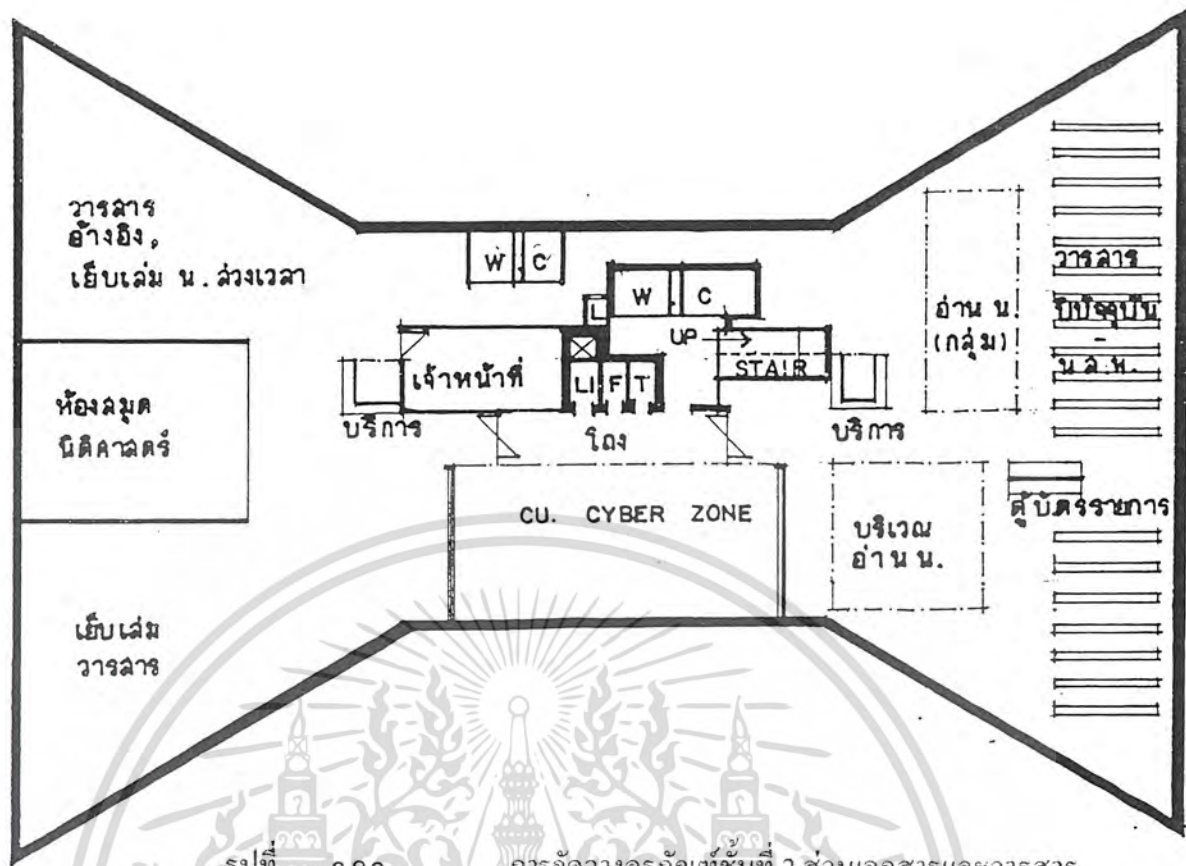 วารสาร
อ้างอิง,
เย็บเล่ม น. ล่วงเวลา
ห้องสมุด
นิติศาสตร์
เย็บเล่ม
วารสาร
W C
L
W C
UP
STAIR
เจ้าหน้าที่
LI F T
บริการ
โถง
บริการ
CU. CYBER ZONE
อ่าน น.
(กลุ่ม)
วารสาร
ปีปัจจุบัน
-
น.ส.พ.
ตู้บัตรรายการ
บริเวณ
อ่าน น.
รูปที่ การจัดวางครุภัณฑ์ชั้นที่ 2 ส่วนเอกสารและวารสาร